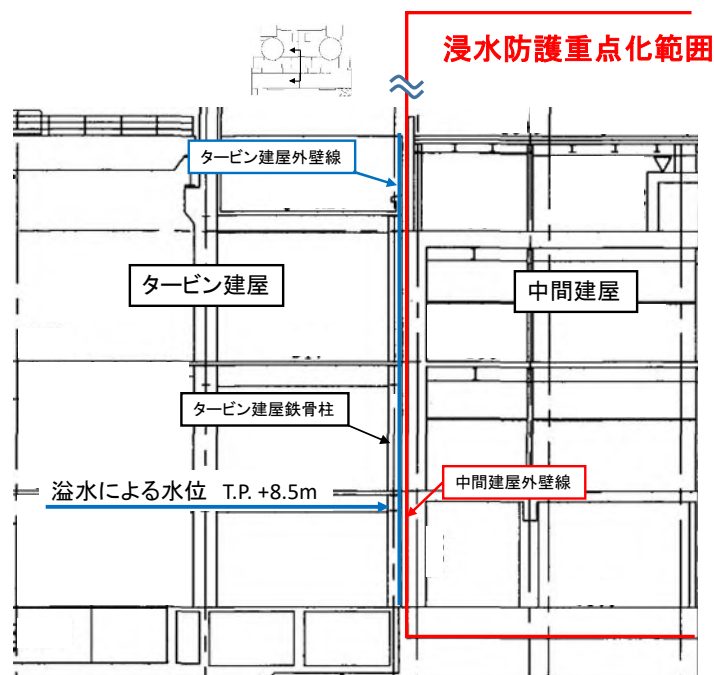 浸水防護重点化範囲
タービン建屋外壁線
タービン建屋
中間建屋
タービン建屋鉄骨柱
溢水による水位 T.P. +8.5m
中間建屋外壁線